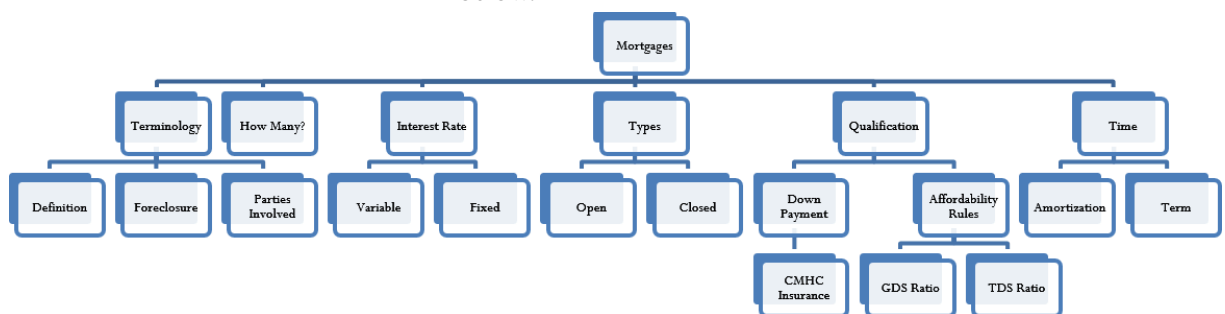 Mortgages
Terminology
How Many?
Interest Rate
Types
Qualification
Time
Definition
Foreclosure
Parties
Involved
Variable
Fixed
Open
Closed
Down
Payment
Affordability
Rules
Amortization
Term
CMHC
Insurance
GDS Ratio
TDS Ratio